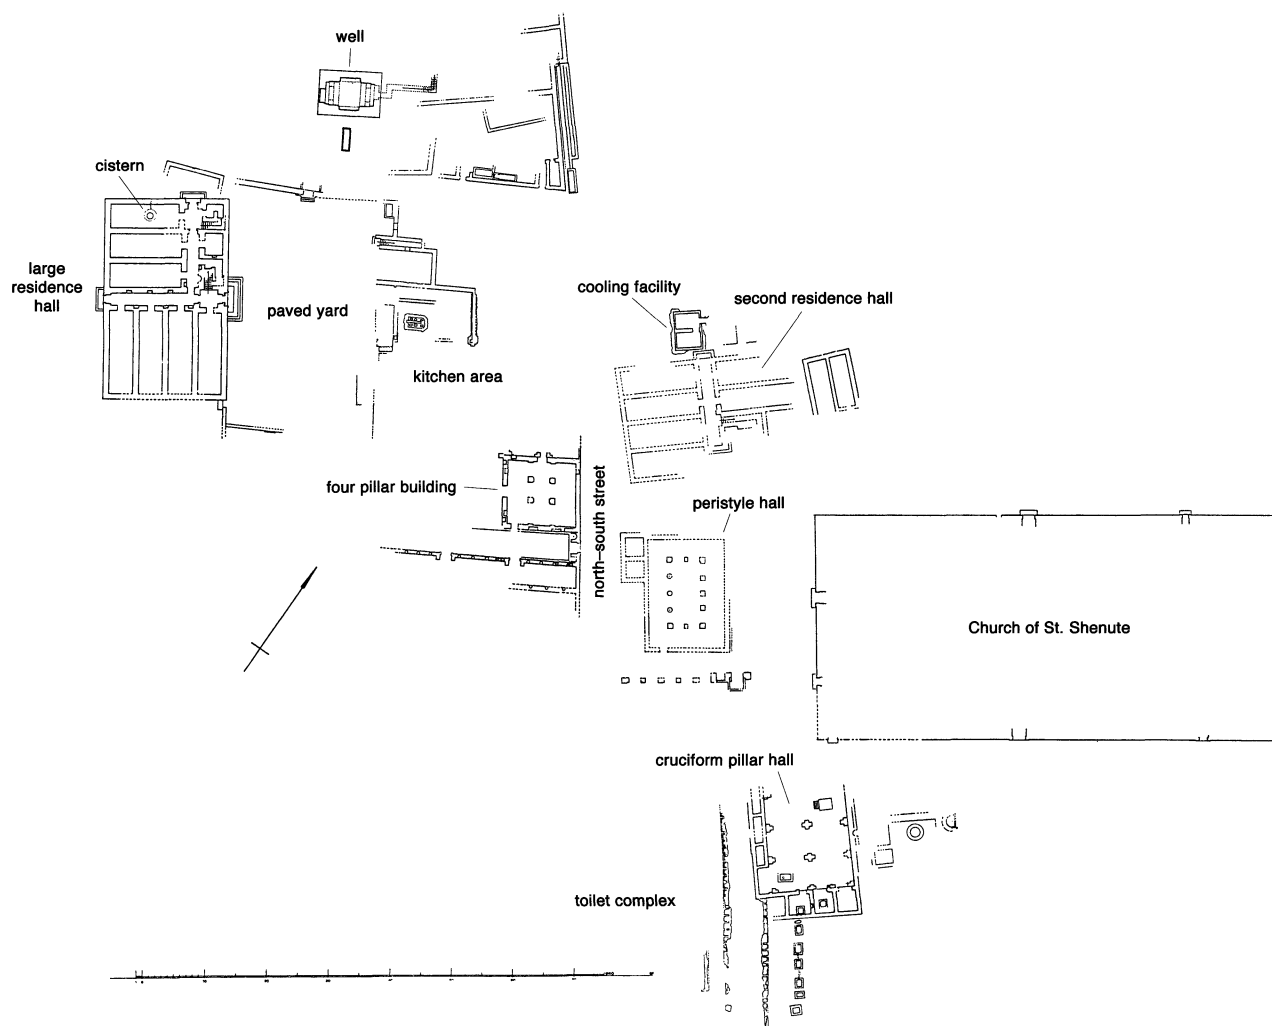 well
cistern
large
residence
hall
paved yard
cooling facility
second residence hall
kitchen area
four pillar building
north–south street
peristyle hall
Church of St. Shenute
cruciform pillar hall
toilet complex